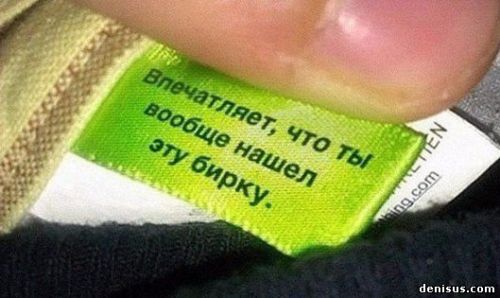 Впечатляет, что ты
вообще нашел
эту бирку.
denisus.com